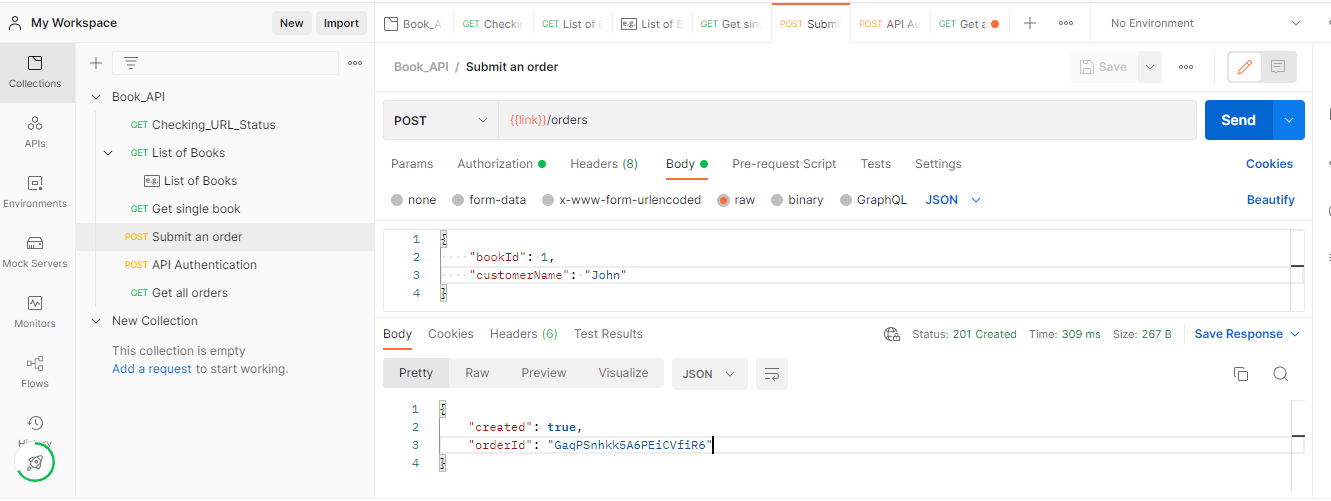 My Workspace
New
Import
Collections
APIs
Environments
Mock Servers
Monitors
Flows
History
Book_API
GET Checking_URL_Status
GET List of Books
e.g. List of Books
GET Get single book
POST Submit an order
POST API Authentication
GET Get all orders
New Collection
This collection is empty
Add a request to start working.
Book_A
GET Checkin
GET List of B
e.g. List of B
GET Get sin
POST Submi
POST API Au
GET Get a
No Environment
Book_API / Submit an order
Save
POST
{{link}}/orders
Send
Params
Authorization
Headers (8)
Body
Pre-request Script
Tests
Settings
Cookies
none
form-data
x-www-form-urlencoded
raw
binary
GraphQL
JSON
Beautify
1 {
2 "bookId": 1,
3 "customerName": "John"
4 }
Body
Cookies
Headers (6)
Test Results
Status: 201 Created
Time: 309 ms
Size: 267 B
Save Response
Pretty
Raw
Preview
Visualize
JSON
1 {
2 "created": true,
3 "orderId": "GaqPSnhkk5A6PEiCVfiR6"
4 }